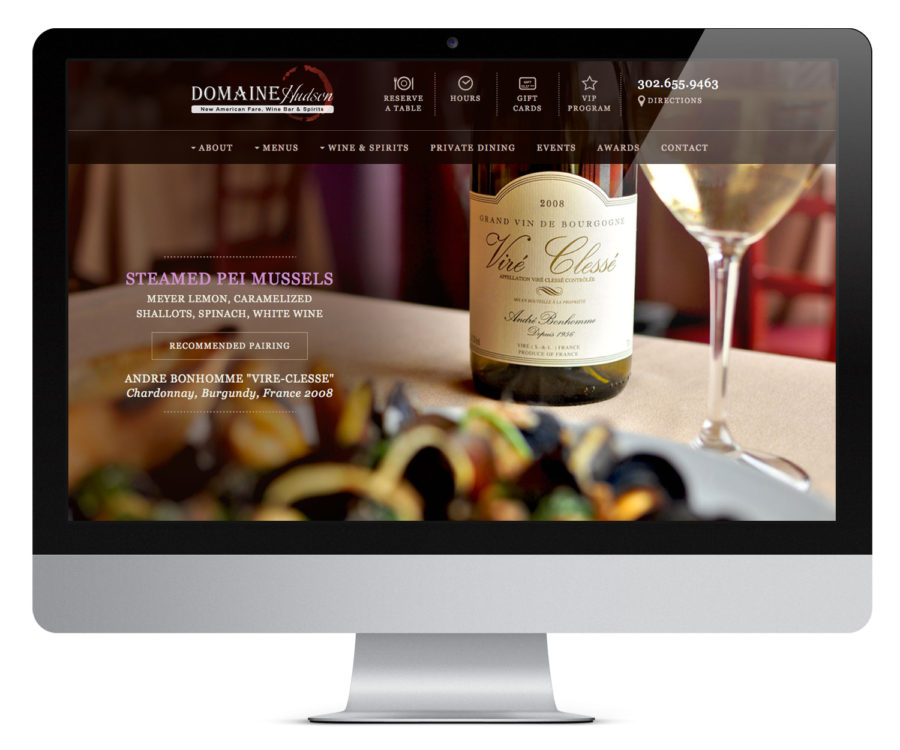 DOMAINE Hudson
New American Fare, Wine Bar & Spirits
RESERVE
A TABLE
HOURS
GIFT
CARDS
VIP
PROGRAM
302.655.9463
DIRECTIONS
ABOUT
MENUS
WINE & SPIRITS
PRIVATE DINING
EVENTS
AWARDS
CONTACT
STEAMED PEI MUSSELS
MEYER LEMON, CARAMELIZED
SHALLOTS, SPINACH, WHITE WINE
RECOMMENDED PAIRING
ANDRE BONHOMME "VIRE-CLESSE"
Chardonnay, Burgundy, France 2008
2008
GRAND VIN DE BOURGOGNE
Viré Clessé
APPELLATION VIRÉ CLESSÉ CONTRÔLÉE
MIS EN BOUTEILLE À LA PROPRIÉTÉ
André Bonhomme
Depuis 1956
VIRÉ (S.-&-L.) FRANCE
PRODUCE OF FRANCE